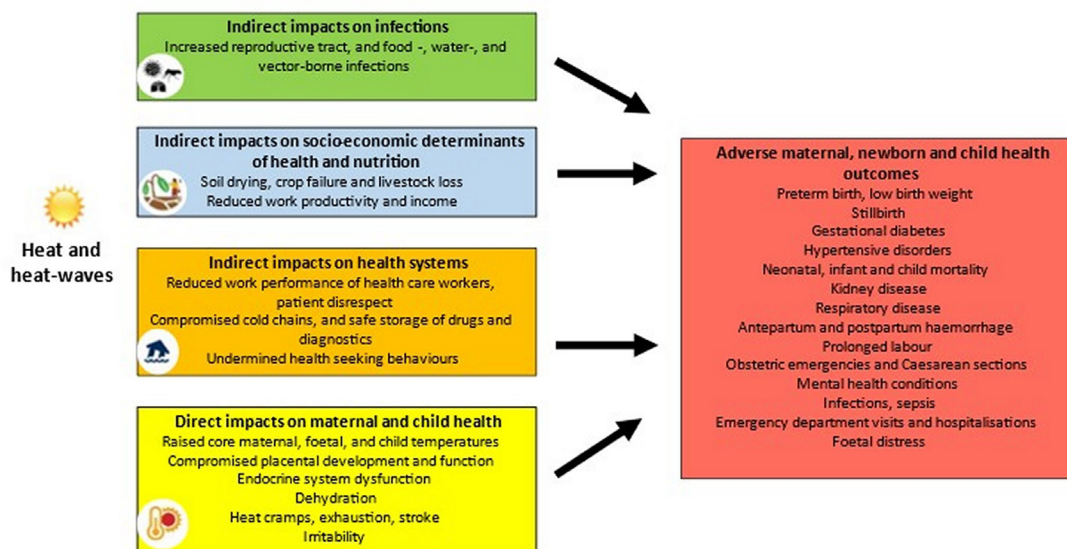 Heat and
heat-waves
Indirect impacts on infections
Increased reproductive tract, and food -, water-, and
vector-borne infections
Indirect impacts on socio-economic determinants
of health and nutrition
Soil drying, crop failure and livestock loss
Reduced work productivity and income
Indirect impacts on health systems
Reduced work performance of health care workers,
patient disrespect
Compromised cold chains, and safe storage of drugs and
diagnostics
Undermined health seeking behaviours
Direct impacts on maternal and child health
Raised core maternal, foetal, and child temperatures
Compromised placental development and function
Endocrine system dysfunction
Dehydration
Heat cramps, exhaustion, stroke
Irritability
Adverse maternal, newborn and child health
outcomes
Preterm birth, low birth weight
Stillbirth
Gestational diabetes
Hypertensive disorders
Neonatal, infant and child mortality
Kidney disease
Respiratory disease
Antepartum and postpartum haemorrhage
Prolonged labour
Obstetric emergencies and Caesarean sections
Mental health conditions
Infections, sepsis
Emergency department visits and hospitalisations
Foetal distress